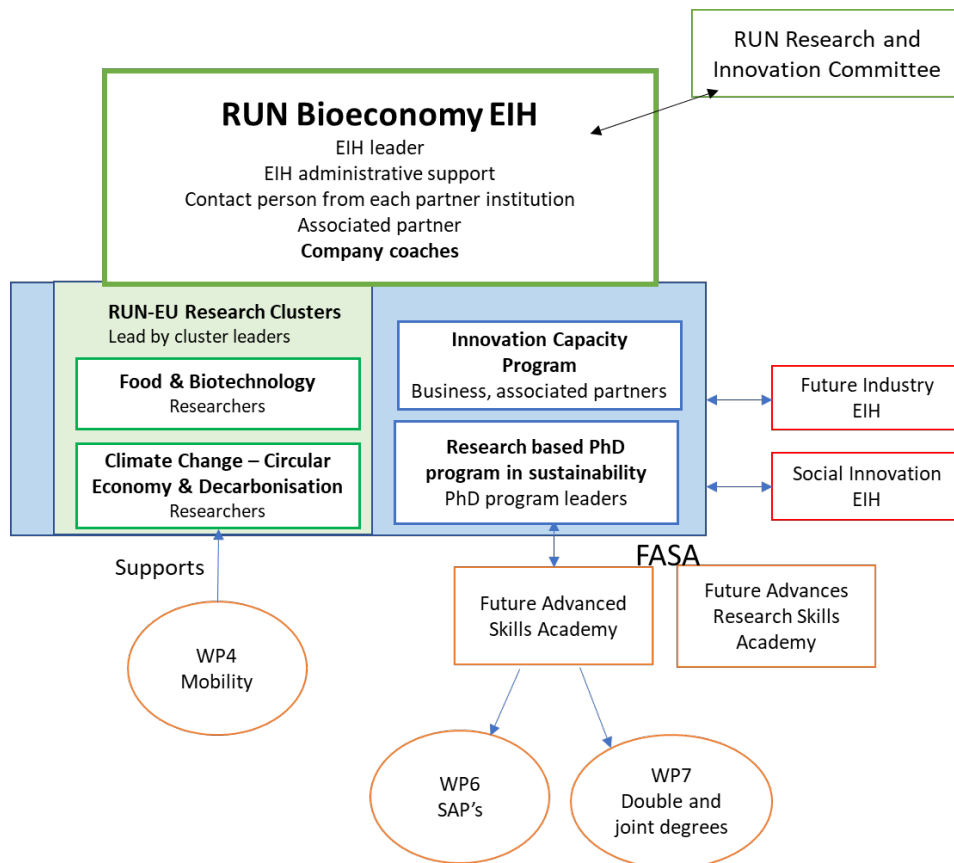 RUN Research and
Innovation Committee
RUN Bioeconomy EIH
EIH leader
EIH administrative support
Contact person from each partner institution
Associated partner
Company coaches
RUN-EU Research Clusters
Lead by cluster leaders
Food & Biotechnology
Researchers
Climate Change – Circular
Economy & Decarbonisation
Researchers
Innovation Capacity
Program
Business, associated partners
Research based PhD
program in sustainability
PhD program leaders
Future Industry
EIH
Social Innovation
EIH
Supports
FASA
WP4
Mobility
Future Advanced
Skills Academy
Future Advances
Research Skills
Academy
WP6
SAP's
WP7
Double and
joint degrees